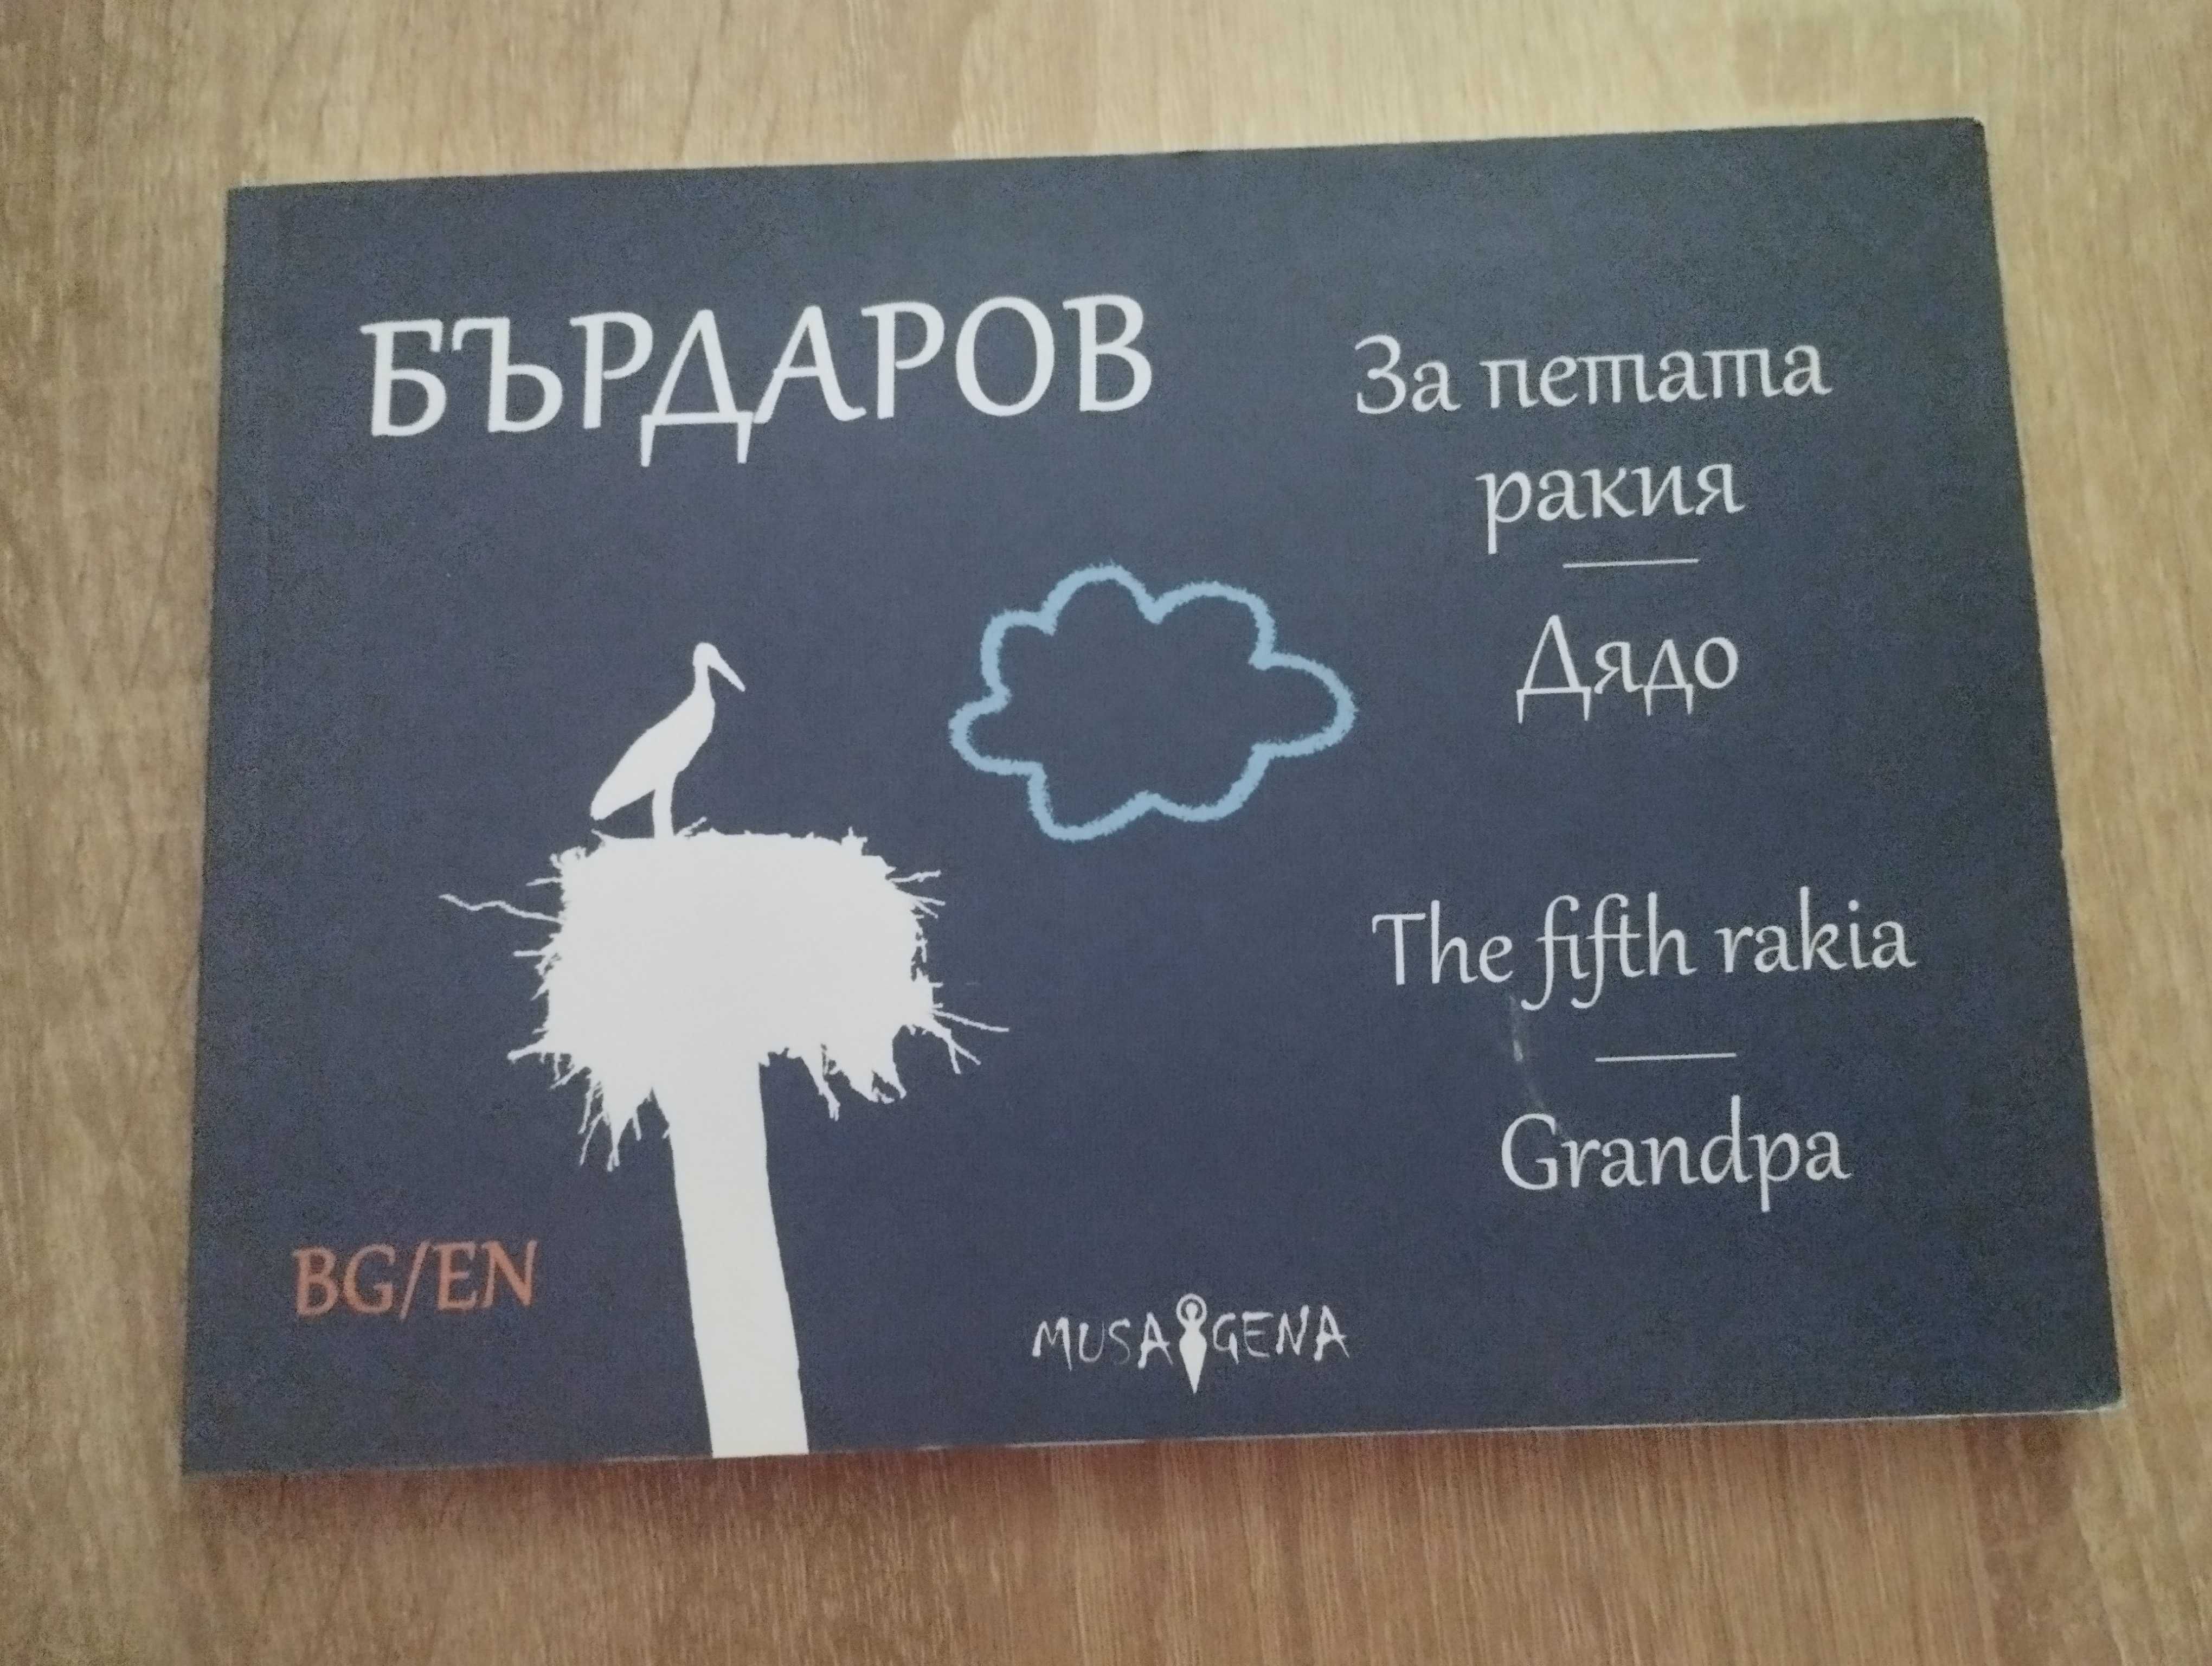 БЪРДАРОВ
За петата
ракия
Дядо
The fifth rakia
Grandpa
BG/EN
MUSAGENA